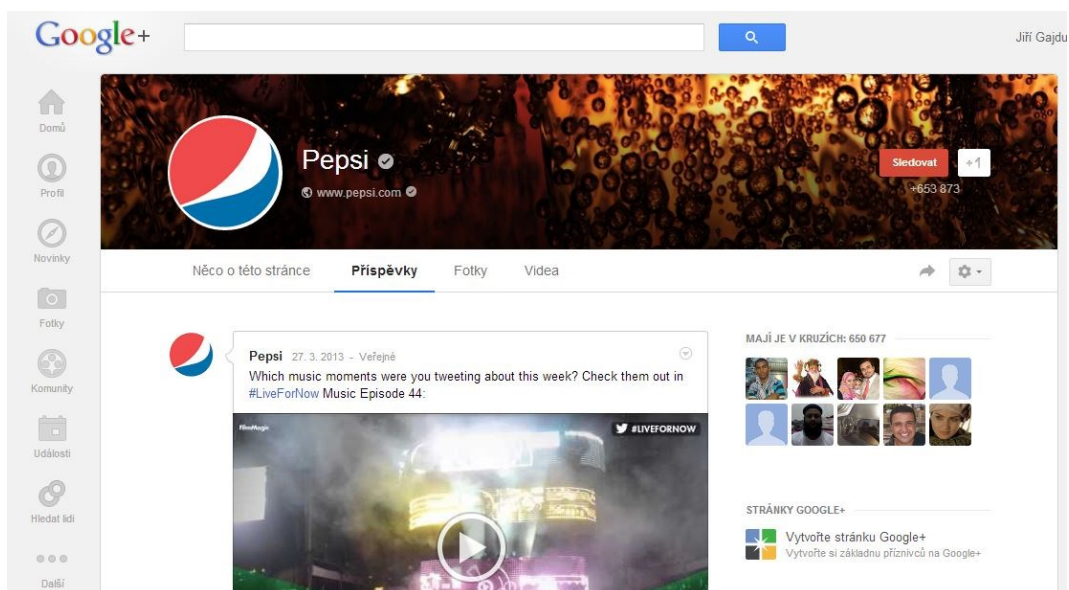 Google+
Jiří Gajdu
Domů
Profil
Novinky
Fotky
Komunity
Události
Hledat lidi
Další
Pepsi
www.pepsi.com
Sledovat
+1
+653 873
Něco o této stránce
Příspěvky
Fotky
Videa
Pepsi 27. 3. 2013 - Veřejné
Which music moments were you tweeting about this week? Check them out in
#LiveForNow Music Episode 44:
FilmMagic
#LIVEFORNOW
MAJÍ JE V KRUZÍCH: 650 677
STRÁNKY GOOGLE+
Vytvořte stránku Google+
Vytvořte si základnu příznivců na Google+